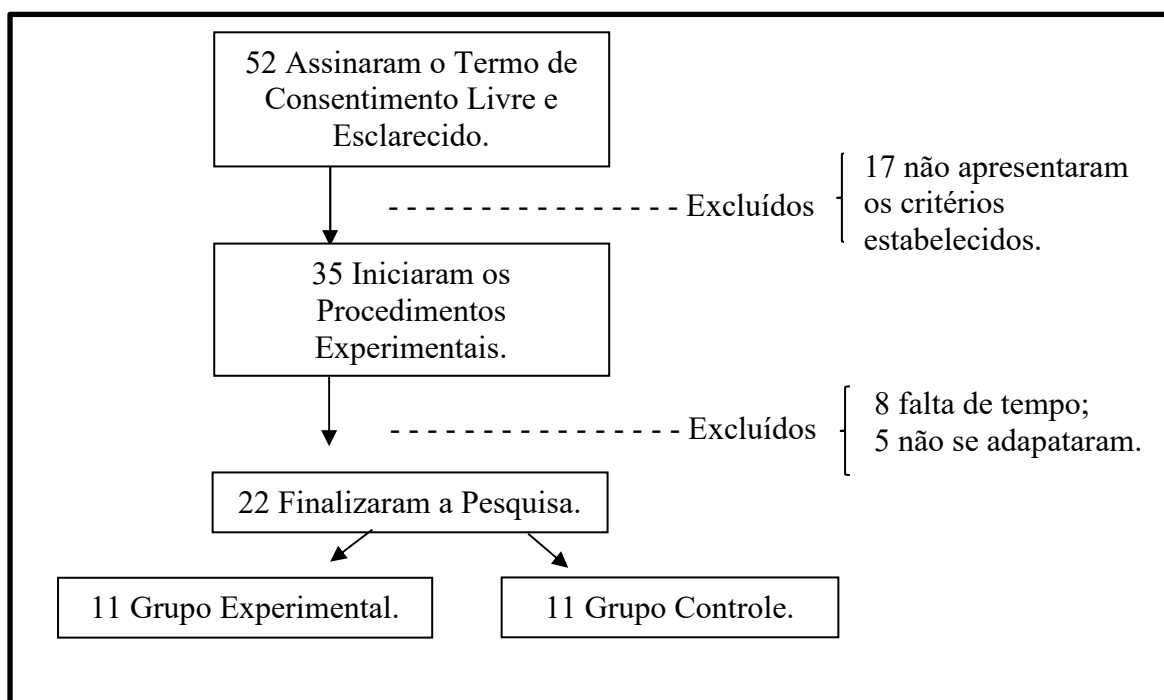 52 Assinaram o Termo de
Consentimento Livre e
Esclarecido.
- - - - - - - - - - - - - - - - Excluídos
17 não apresentaram
os critérios
estabelecidos.
35 Iniciaram os
Procedimentos
Experimentais.
- - - - - - - - - - - - - - - - Excluídos
8 falta de tempo;
5 não se adapataram.
22 Finalizaram a Pesquisa.
11 Grupo Experimental.
11 Grupo Controle.